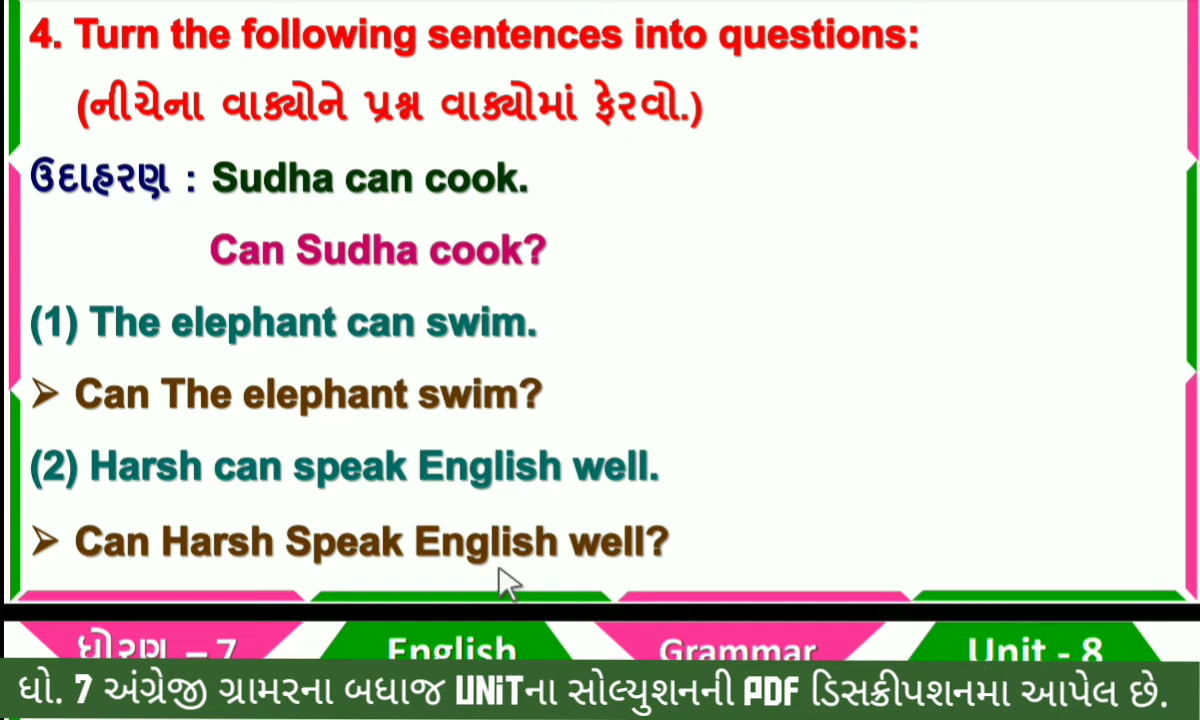 4. Turn the following sentences into questions:
(નીચેના વાક્યોને પ્રશ્ન વાક્યોમાં ફેરવો.)
ઉદાહરણ : Sudha can cook.
Can Sudha cook?
(1) The elephant can swim.
➢ Can The elephant swim?
(2) Harsh can speak English well.
➢ Can Harsh Speak English well?
ધોરણ – 7 English Grammar Unit - 8
ધો. 7 અંગ્રેજી ગ્રામરના બધાજ UNiTના સોલ્યુશનની PDF ડિસક્રીપશનમા આપેલ છે.